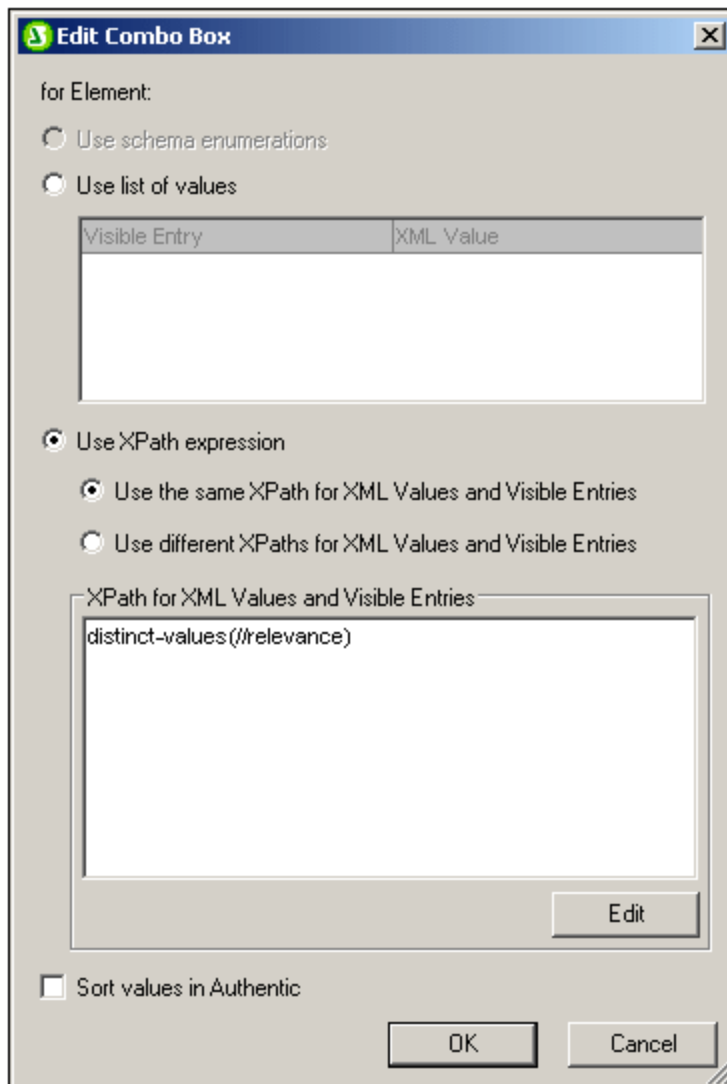 Edit Combo Box
for Element:
Use schema enumerations
Use list of values
Visible Entry XML Value
Use XPath expression
Use the same XPath for XML Values and Visible Entries
Use different XPaths for XML Values and Visible Entries
XPath for XML Values and Visible Entries
distinct-values(//relevance)
Edit
Sort values in Authentic
OK Cancel